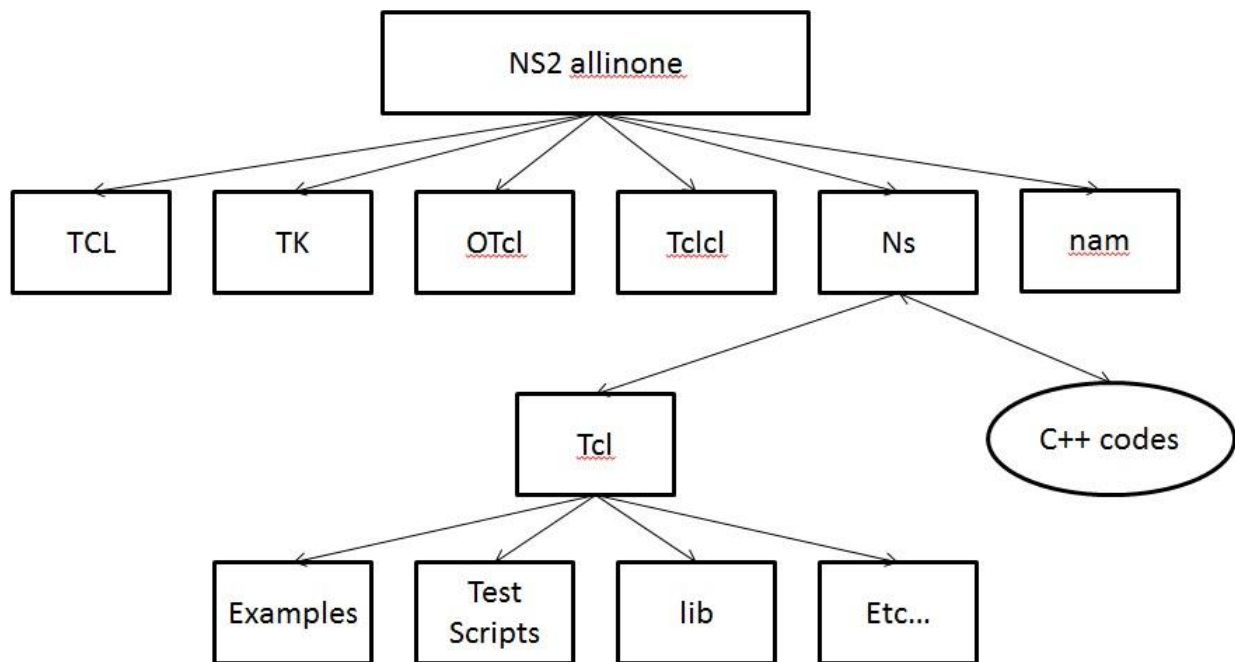 NS2 allinone
TCL
TK
OTcl
Tclcl
Ns
nam
Tcl
C++ codes
Examples
Test
Scripts
lib
Etc...